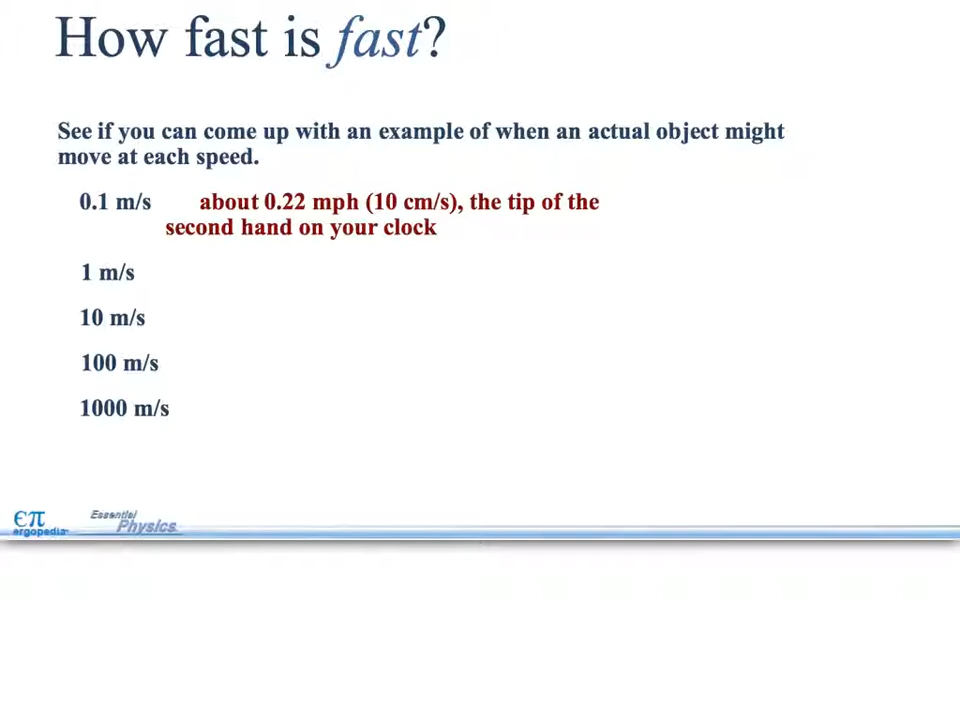 How fast is fast?
See if you can come up with an example of when an actual object might
move at each speed.
0.1 m/s about 0.22 mph (10 cm/s), the tip of the
second hand on your clock
1 m/s
10 m/s
100 m/s
1000 m/s
єπ
ergopedia
Essential
Physics